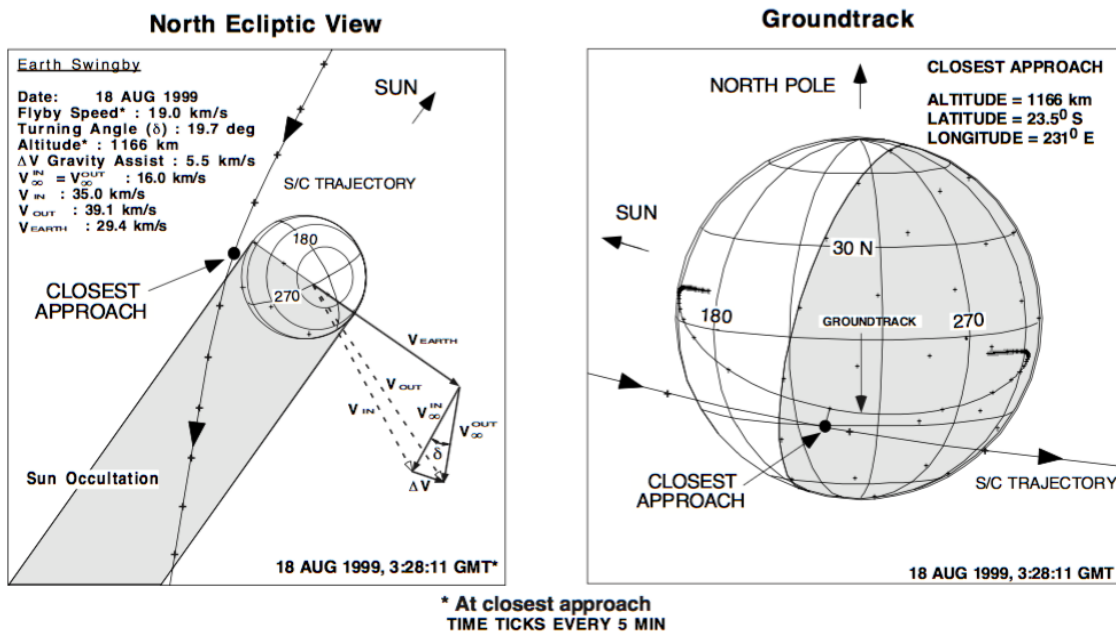 North Ecliptic View
Earth Swingby
Date: 18 AUG 1999
Flyby Speed* : 19.0 km/s
Turning Angle (δ) : 19.7 deg
Altitude* : 1166 km
ΔV Gravity Assist : 5.5 km/s
V∞IN = V∞OUT : 16.0 km/s
VIN : 35.0 km/s
VOUT : 39.1 km/s
VEARTH : 29.4 km/s
SUN
S/C TRAJECTORY
180
270
CLOSEST
APPROACH
VEARTH
VOUT
VIN
V∞IN
V∞OUT
δ
ΔV
Sun Occultation
18 AUG 1999, 3:28:11 GMT*
Groundtrack
NORTH POLE
CLOSEST APPROACH
ALTITUDE = 1166 km
LATITUDE = 23.5⁰ S
LONGITUDE = 231⁰ E
SUN
30 N
180
GROUNDTRACK
270
CLOSEST
APPROACH
S/C TRAJECTORY
18 AUG 1999, 3:28:11 GMT
* At closest approach
TIME TICKS EVERY 5 MIN